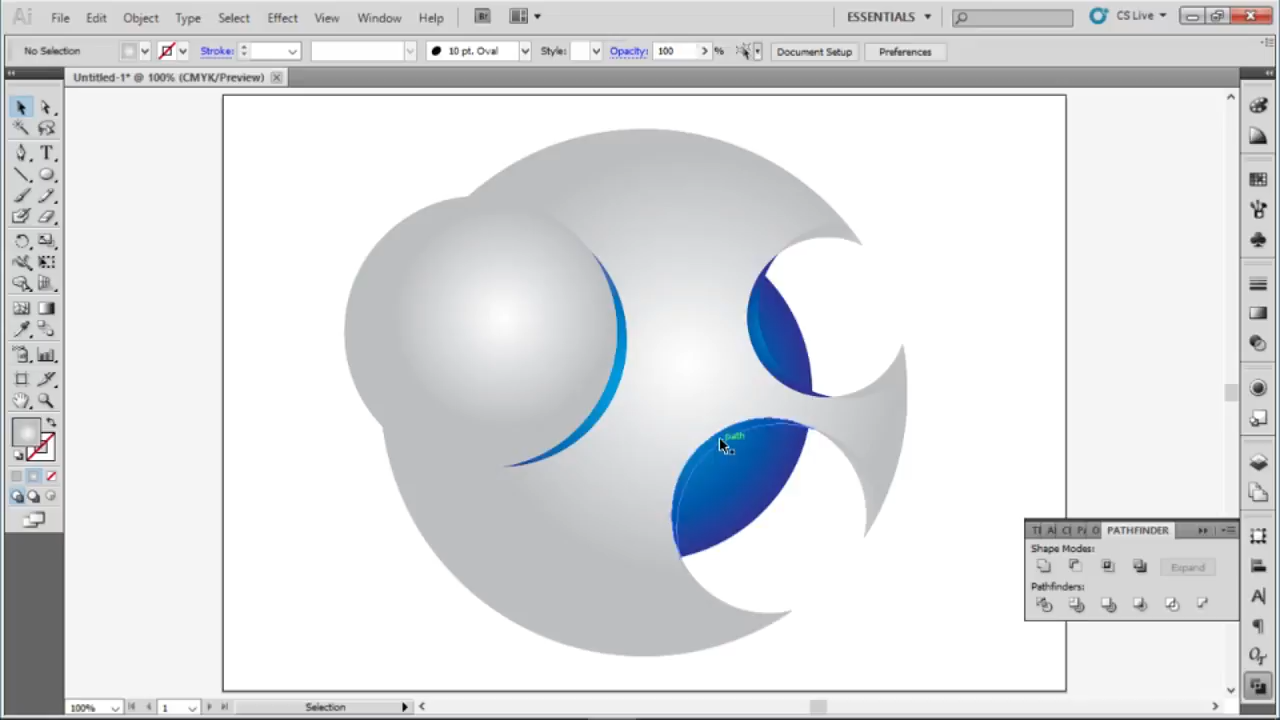 Ai File Edit Object Type Select Effect View Window Help Br ESSENTIALS CS Live
No Selection Stroke: 10 pt. Oval Style: Opacity: 100 % Document Setup Preferences
Untitled-1* @ 100% (CMYK/Preview)
path
PATHFINDER
Shape Modes:
Expand
Pathfinders:
100% 1 Selection